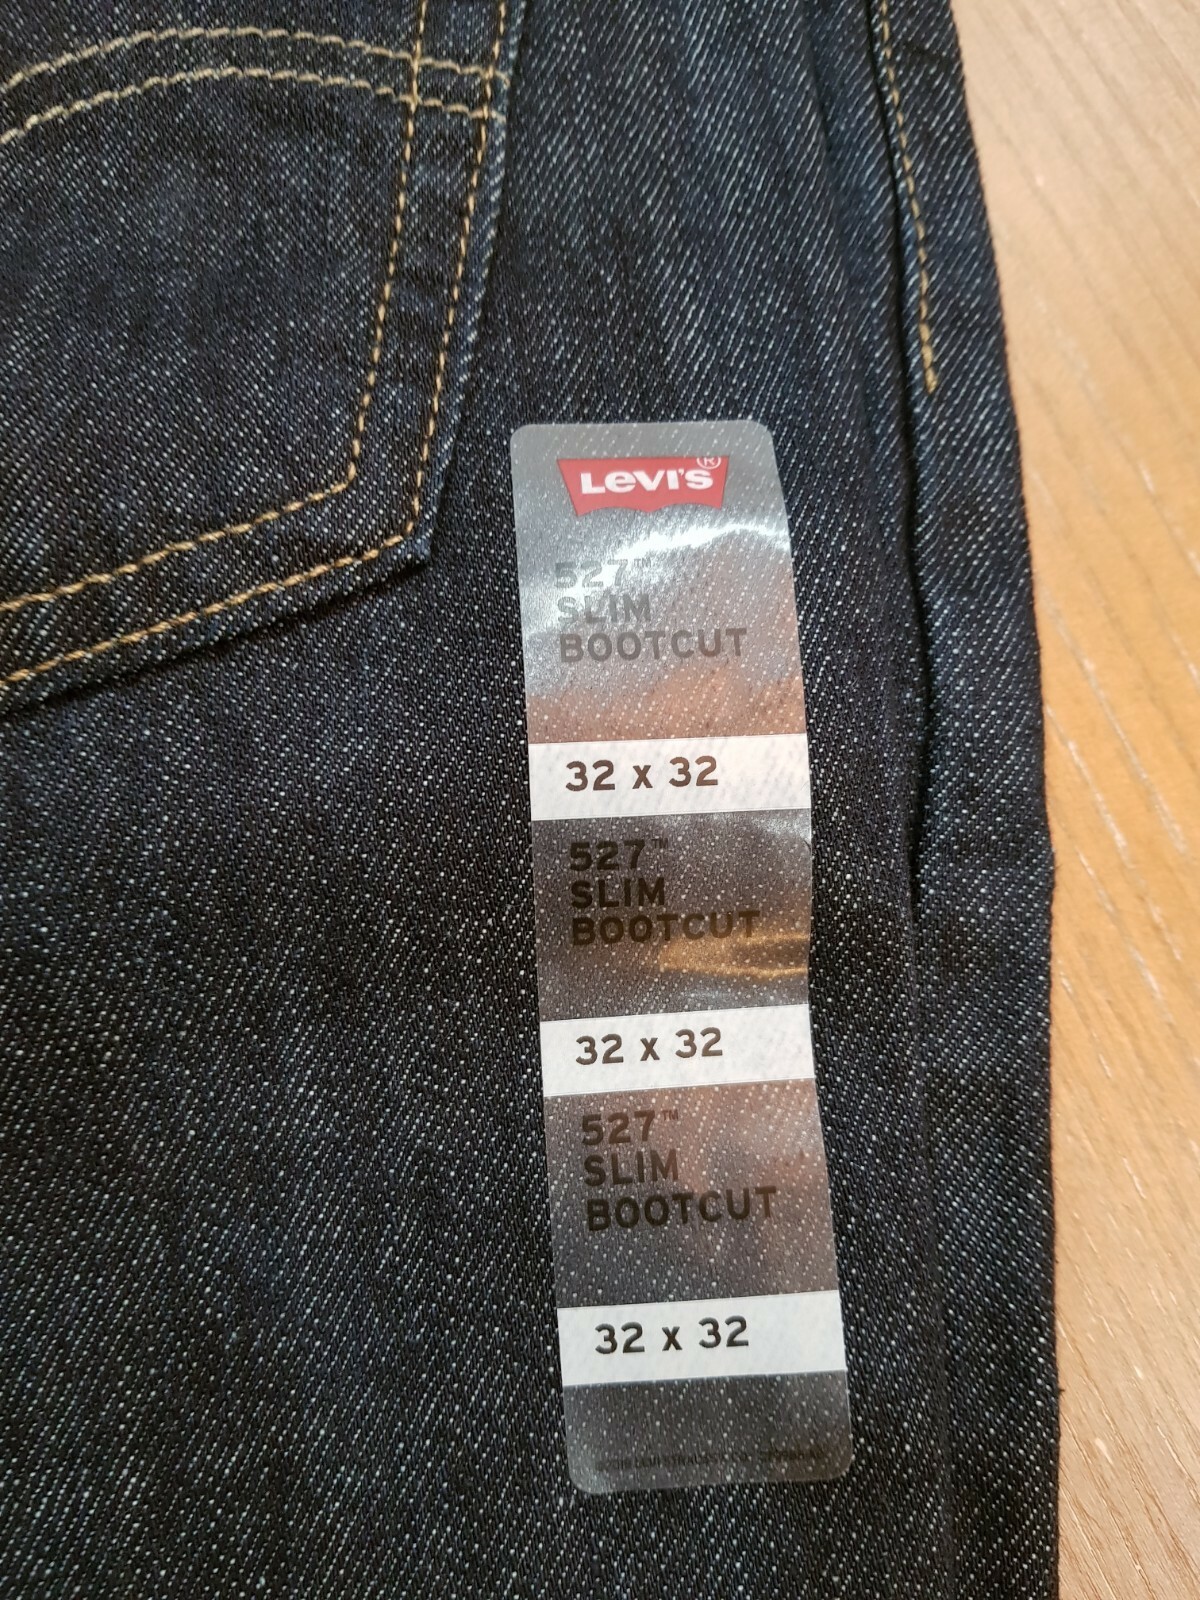 Levi's®
527™
SLIM
BOOTCUT
32 x 32
527™
SLIM
BOOTCUT
32 x 32
527™
SLIM
BOOTCUT
32 x 32